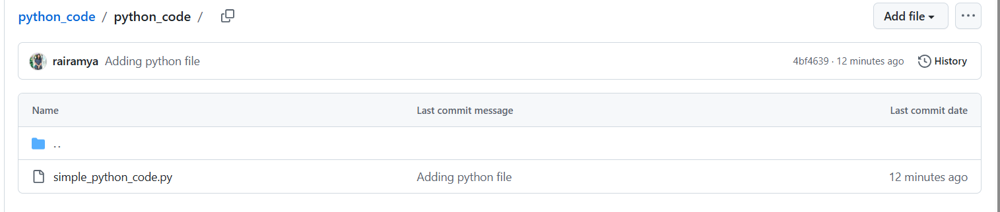 python_code / python_code /
Add file
rairamya Adding python file
4bf4639 · 12 minutes ago
History
Name Last commit message Last commit date
..
simple_python_code.py Adding python file 12 minutes ago